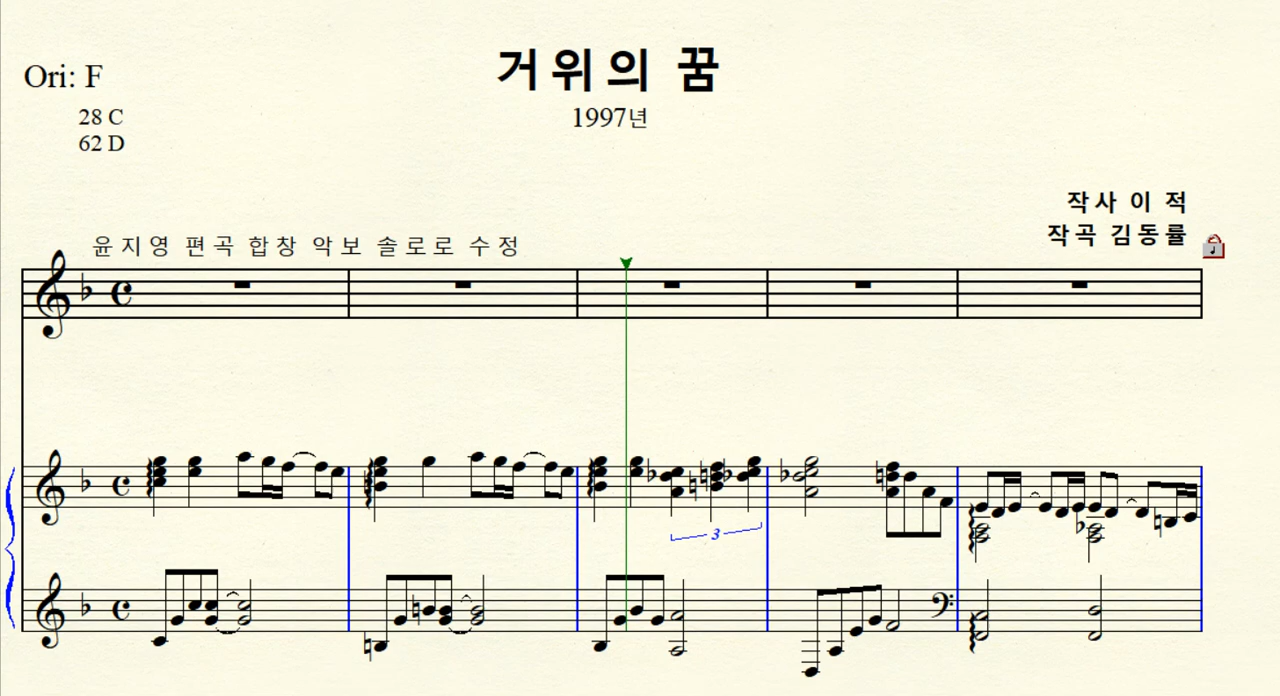 거위의 꿈
Ori: F
1997년
28 C
62 D
작사 이 적
작곡 김동률
윤지영 편곡 합창 악보 솔로로 수정
3